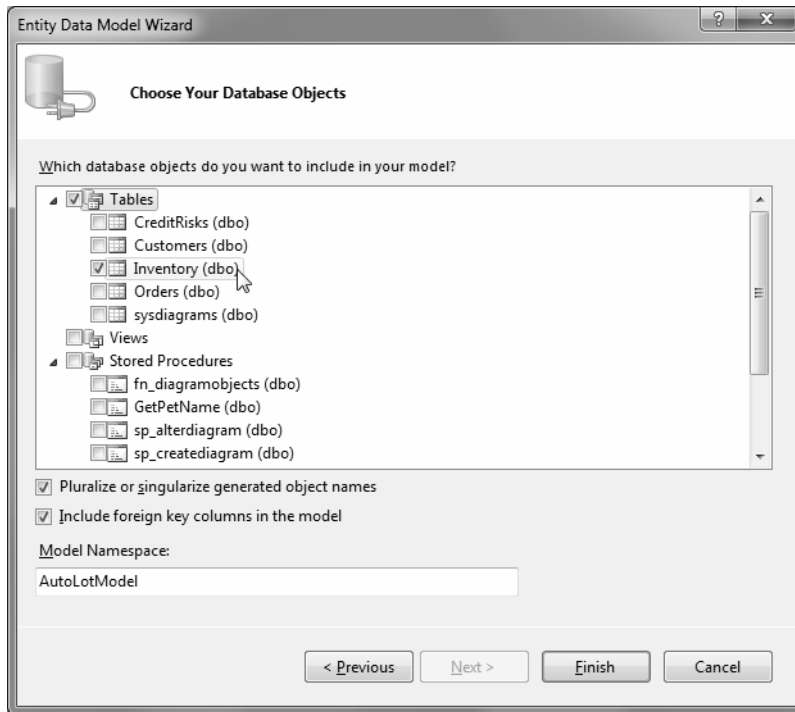 Entity Data Model Wizard
Choose Your Database Objects
Which database objects do you want to include in your model?
Tables
CreditRisks (dbo)
Customers (dbo)
Inventory (dbo)
Orders (dbo)
sysdiagrams (dbo)
Views
Stored Procedures
fn_diagramobjects (dbo)
GetPetName (dbo)
sp_alterdiagram (dbo)
sp_creatediagram (dbo)
Pluralize or singularize generated object names
Include foreign key columns in the model
Model Namespace:
AutoLotModel
< Previous Next > Finish Cancel